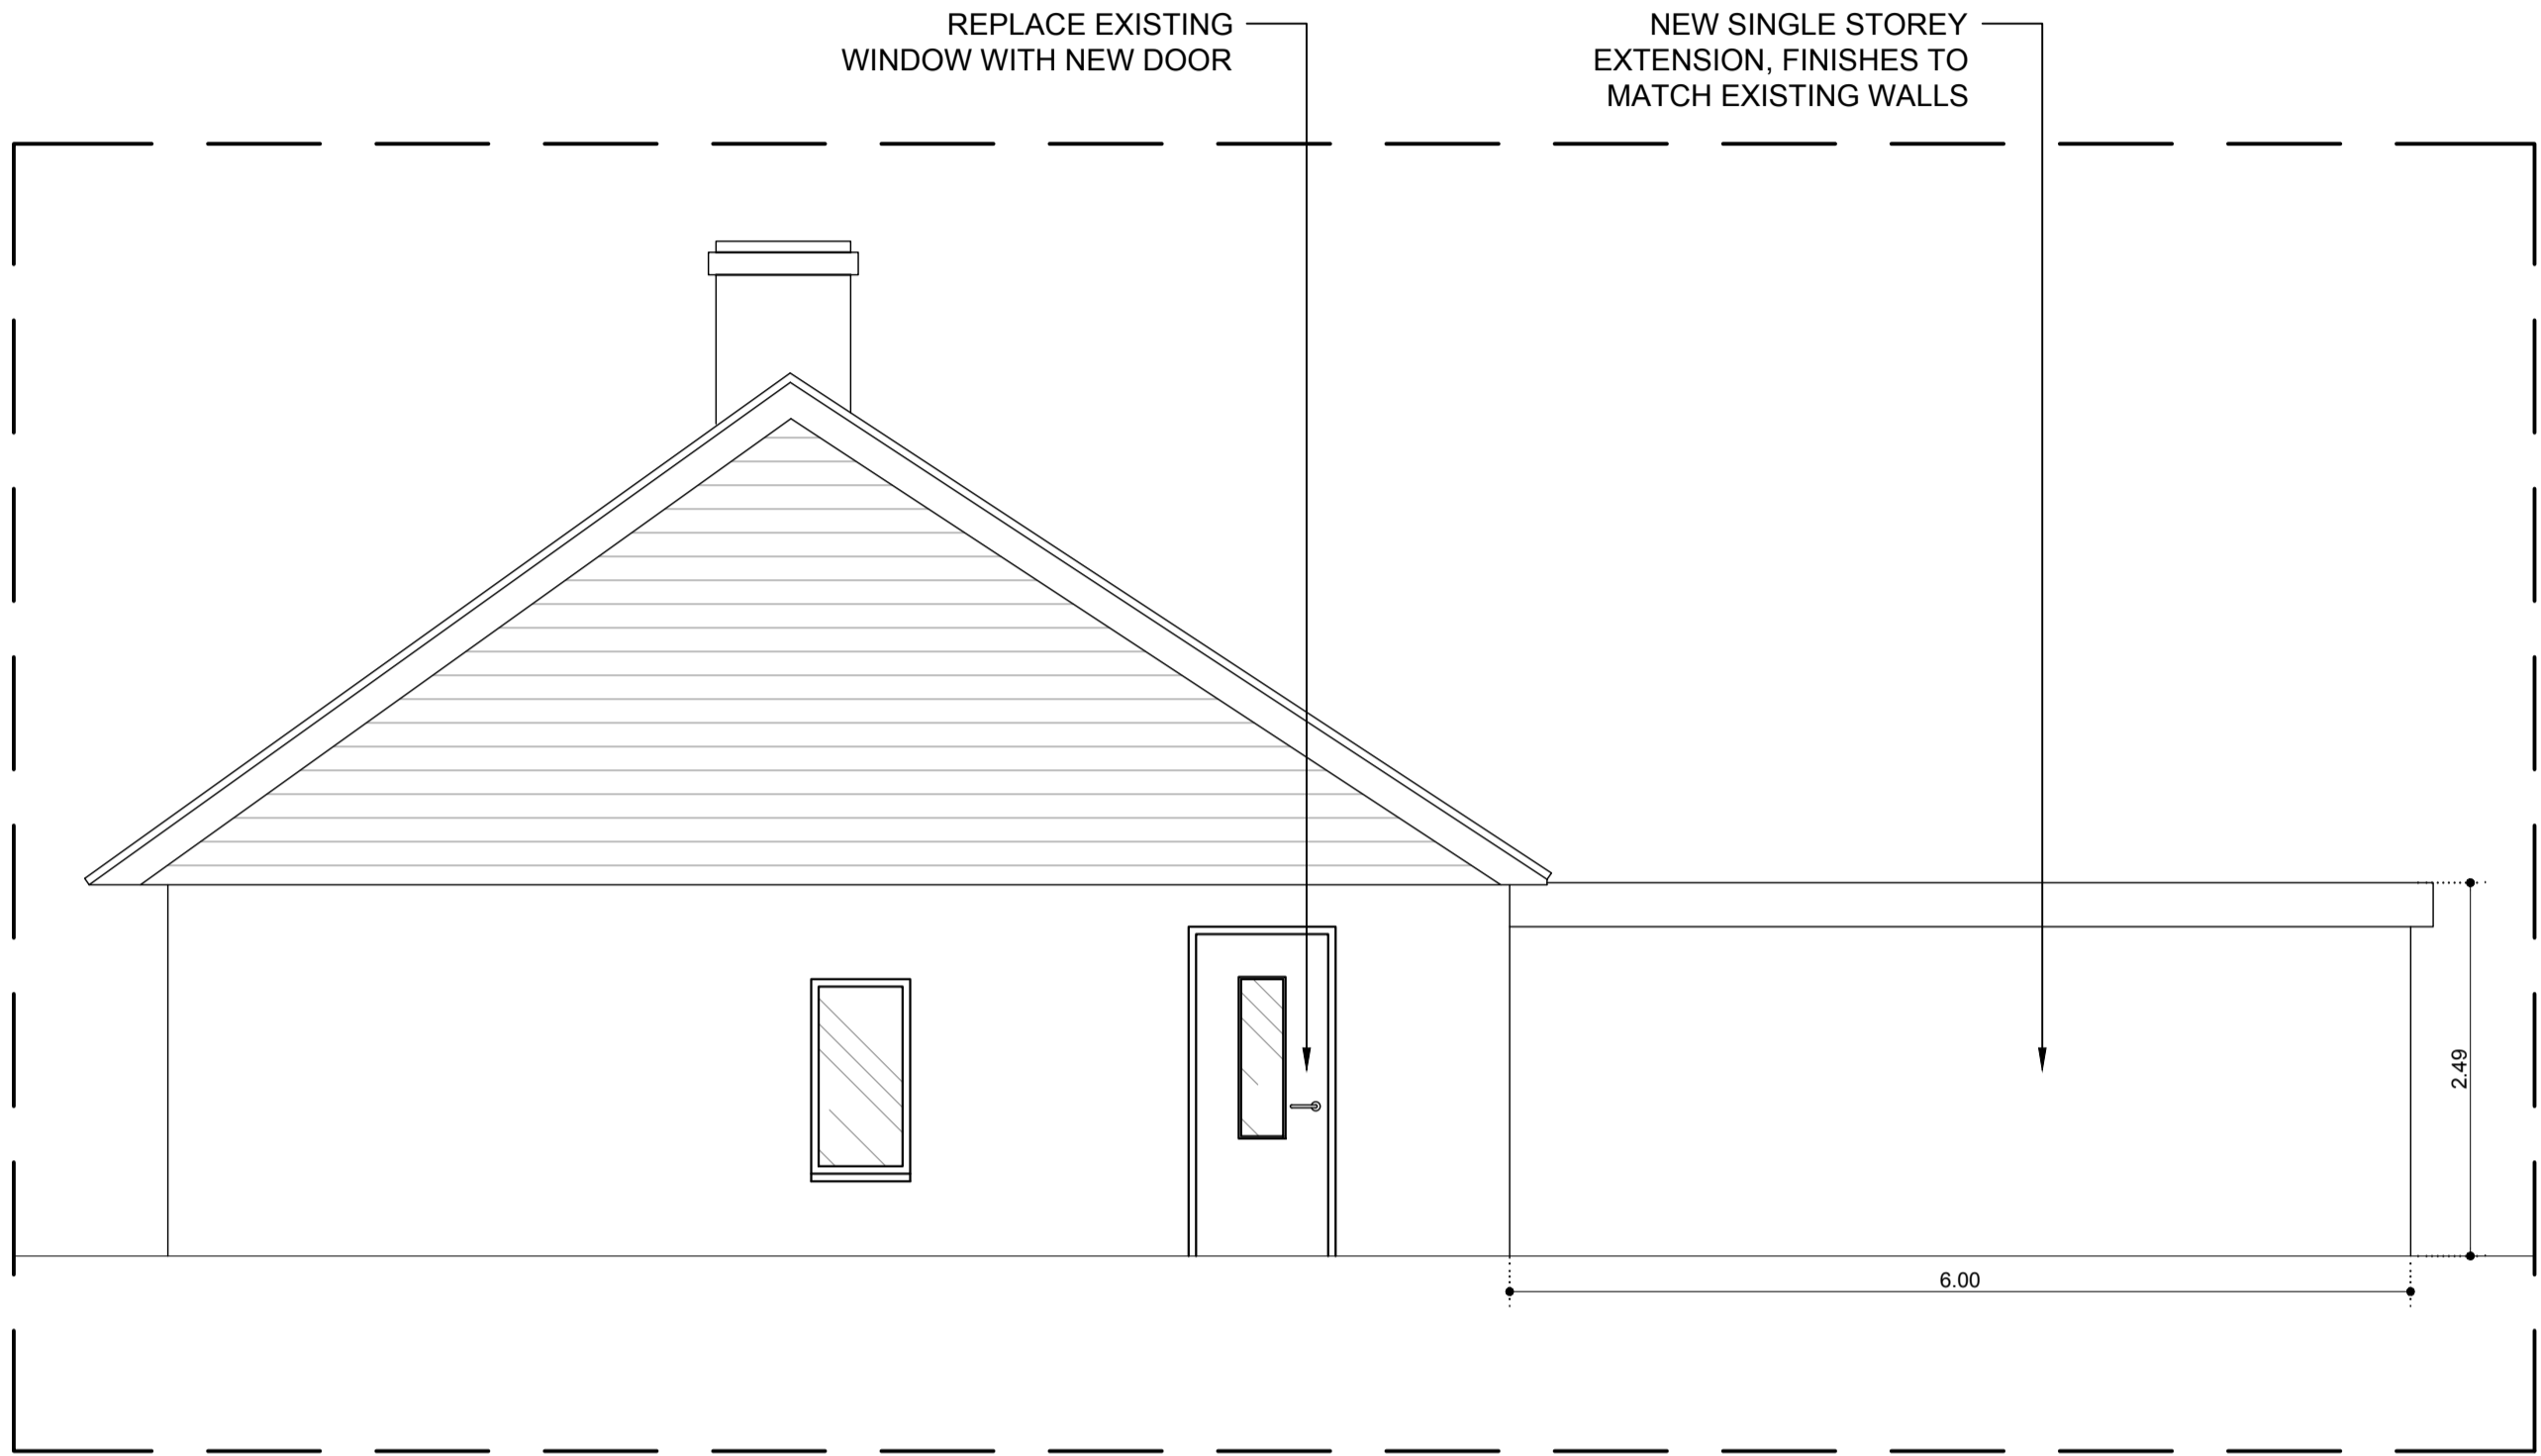 REPLACE EXISTING
WINDOW WITH NEW DOOR
NEW SINGLE STOREY
EXTENSION, FINISHES TO
MATCH EXISTING WALLS
2.49
6.00